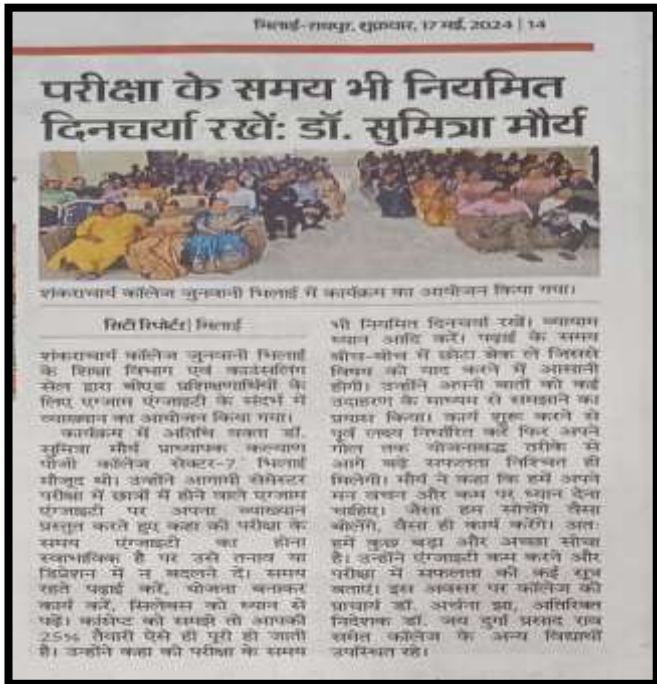 भिलाई-रायपुर, शुक्रवार, 17 मई, 2024 | 14
परीक्षा के समय भी नियमित
दिनचर्या रखें: डॉ. सुमित्रा मौर्य
शंकराचार्य कॉलेज जुनवानी भिलाई में कार्यक्रम का आयोजन किया गया।
सिटी रिपोर्टर| भिलाई
शंकराचार्य कॉलेज जुनवानी भिलाई
के शिक्षा विभाग एवं काउंसलिंग
सेल द्वारा बीएड प्रशिक्षणार्थियों के
लिए एग्जाम एंग्जाइटी के संदर्भ में
व्याख्यान का आयोजन किया गया।
कार्यक्रम में अतिथि वक्ता डॉ.
सुमित्रा मौर्य प्राध्यापक कल्याण
पीजी कॉलेज सेक्टर-7 भिलाई
मौजूद थी। उन्होंने आगामी सेमेस्टर
परीक्षा में छात्रों में होने वाले एग्जाम
एंग्जाइटी पर अपना व्याख्यान
प्रस्तुत करते हुए कहा की परीक्षा के
समय एंग्जाइटी का होना
स्वाभाविक है पर उसे तनाव या
डिप्रेशन में न बदलने दें। समय
रहते पढ़ाई करें, योजना बनाकर
कार्य करें, सिलेबस को ध्यान से
पढ़ें। कांसेप्ट को समझे तो आपकी
25% तैयारी ऐसे ही पूरी हो जाती
है। उन्होंने कहा की परीक्षा के समय
भी नियमित दिनचर्या रखें। व्यायाम
ध्यान आदि करें। पढ़ाई के समय
बीच-बीच में छोटा ब्रेक ले जिससे
विषय को याद करने में आसानी
होगी। उन्होंने अपनी बातों को कई
उदाहरण के माध्यम से समझाने का
प्रयास किया। कार्य शुरू करने से
पूर्व लक्ष्य निर्धारित करें फिर अपने
गोल तक योजनाबद्ध तरीके से
आगे बढ़े सफलता निश्चित ही
मिलेगी। मौर्य ने कहा कि हमें अपने
मन वचन और कर्म पर ध्यान देना
चाहिए। जैसा हम सोचेंगे वैसा
बोलेंगे, वैसा ही कार्य करेंगे। अतः
हमें कुछ बड़ा और अच्छा सोचा
है। उन्होंने एंग्जाइटी कम करने और
परीक्षा में सफलता की कई सूत्र
बताए। इस अवसर पर कॉलेज की
प्राचार्य डॉ. अर्चना झा, अतिरिक्त
निदेशक डॉ. जय दुर्गा प्रसाद राव
समेत कॉलेज के अन्य विद्यार्थी
उपस्थित रहे।